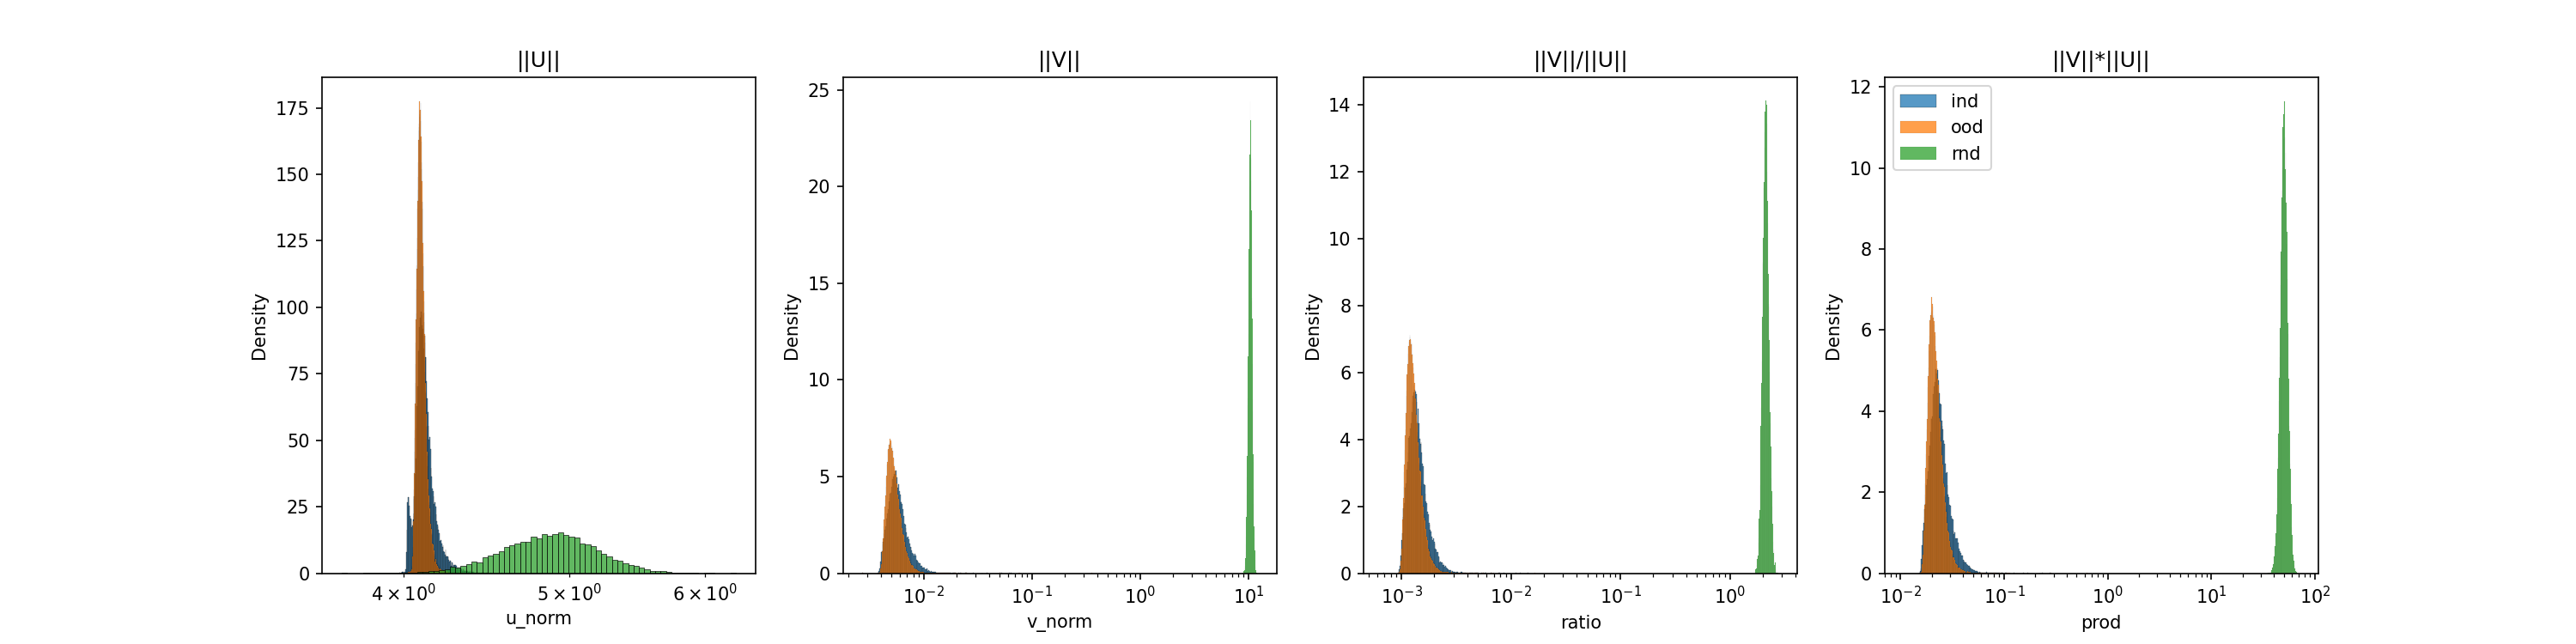 ||U||
175
150
125
100
75
50
25
0
Density
4 × 10⁰
5 × 10⁰
6 × 10⁰
u_norm
||V||
25
20
15
10
5
0
Density
10⁻²
10⁻¹
10⁰
10¹
v_norm
||V||/||U||
14
12
10
8
6
4
2
0
Density
10⁻³
10⁻²
10⁻¹
10⁰
ratio
||V||*||U||
12
10
8
6
4
2
0
Density
ind
ood
rnd
10⁻²
10⁻¹
10⁰
10¹
10²
prod